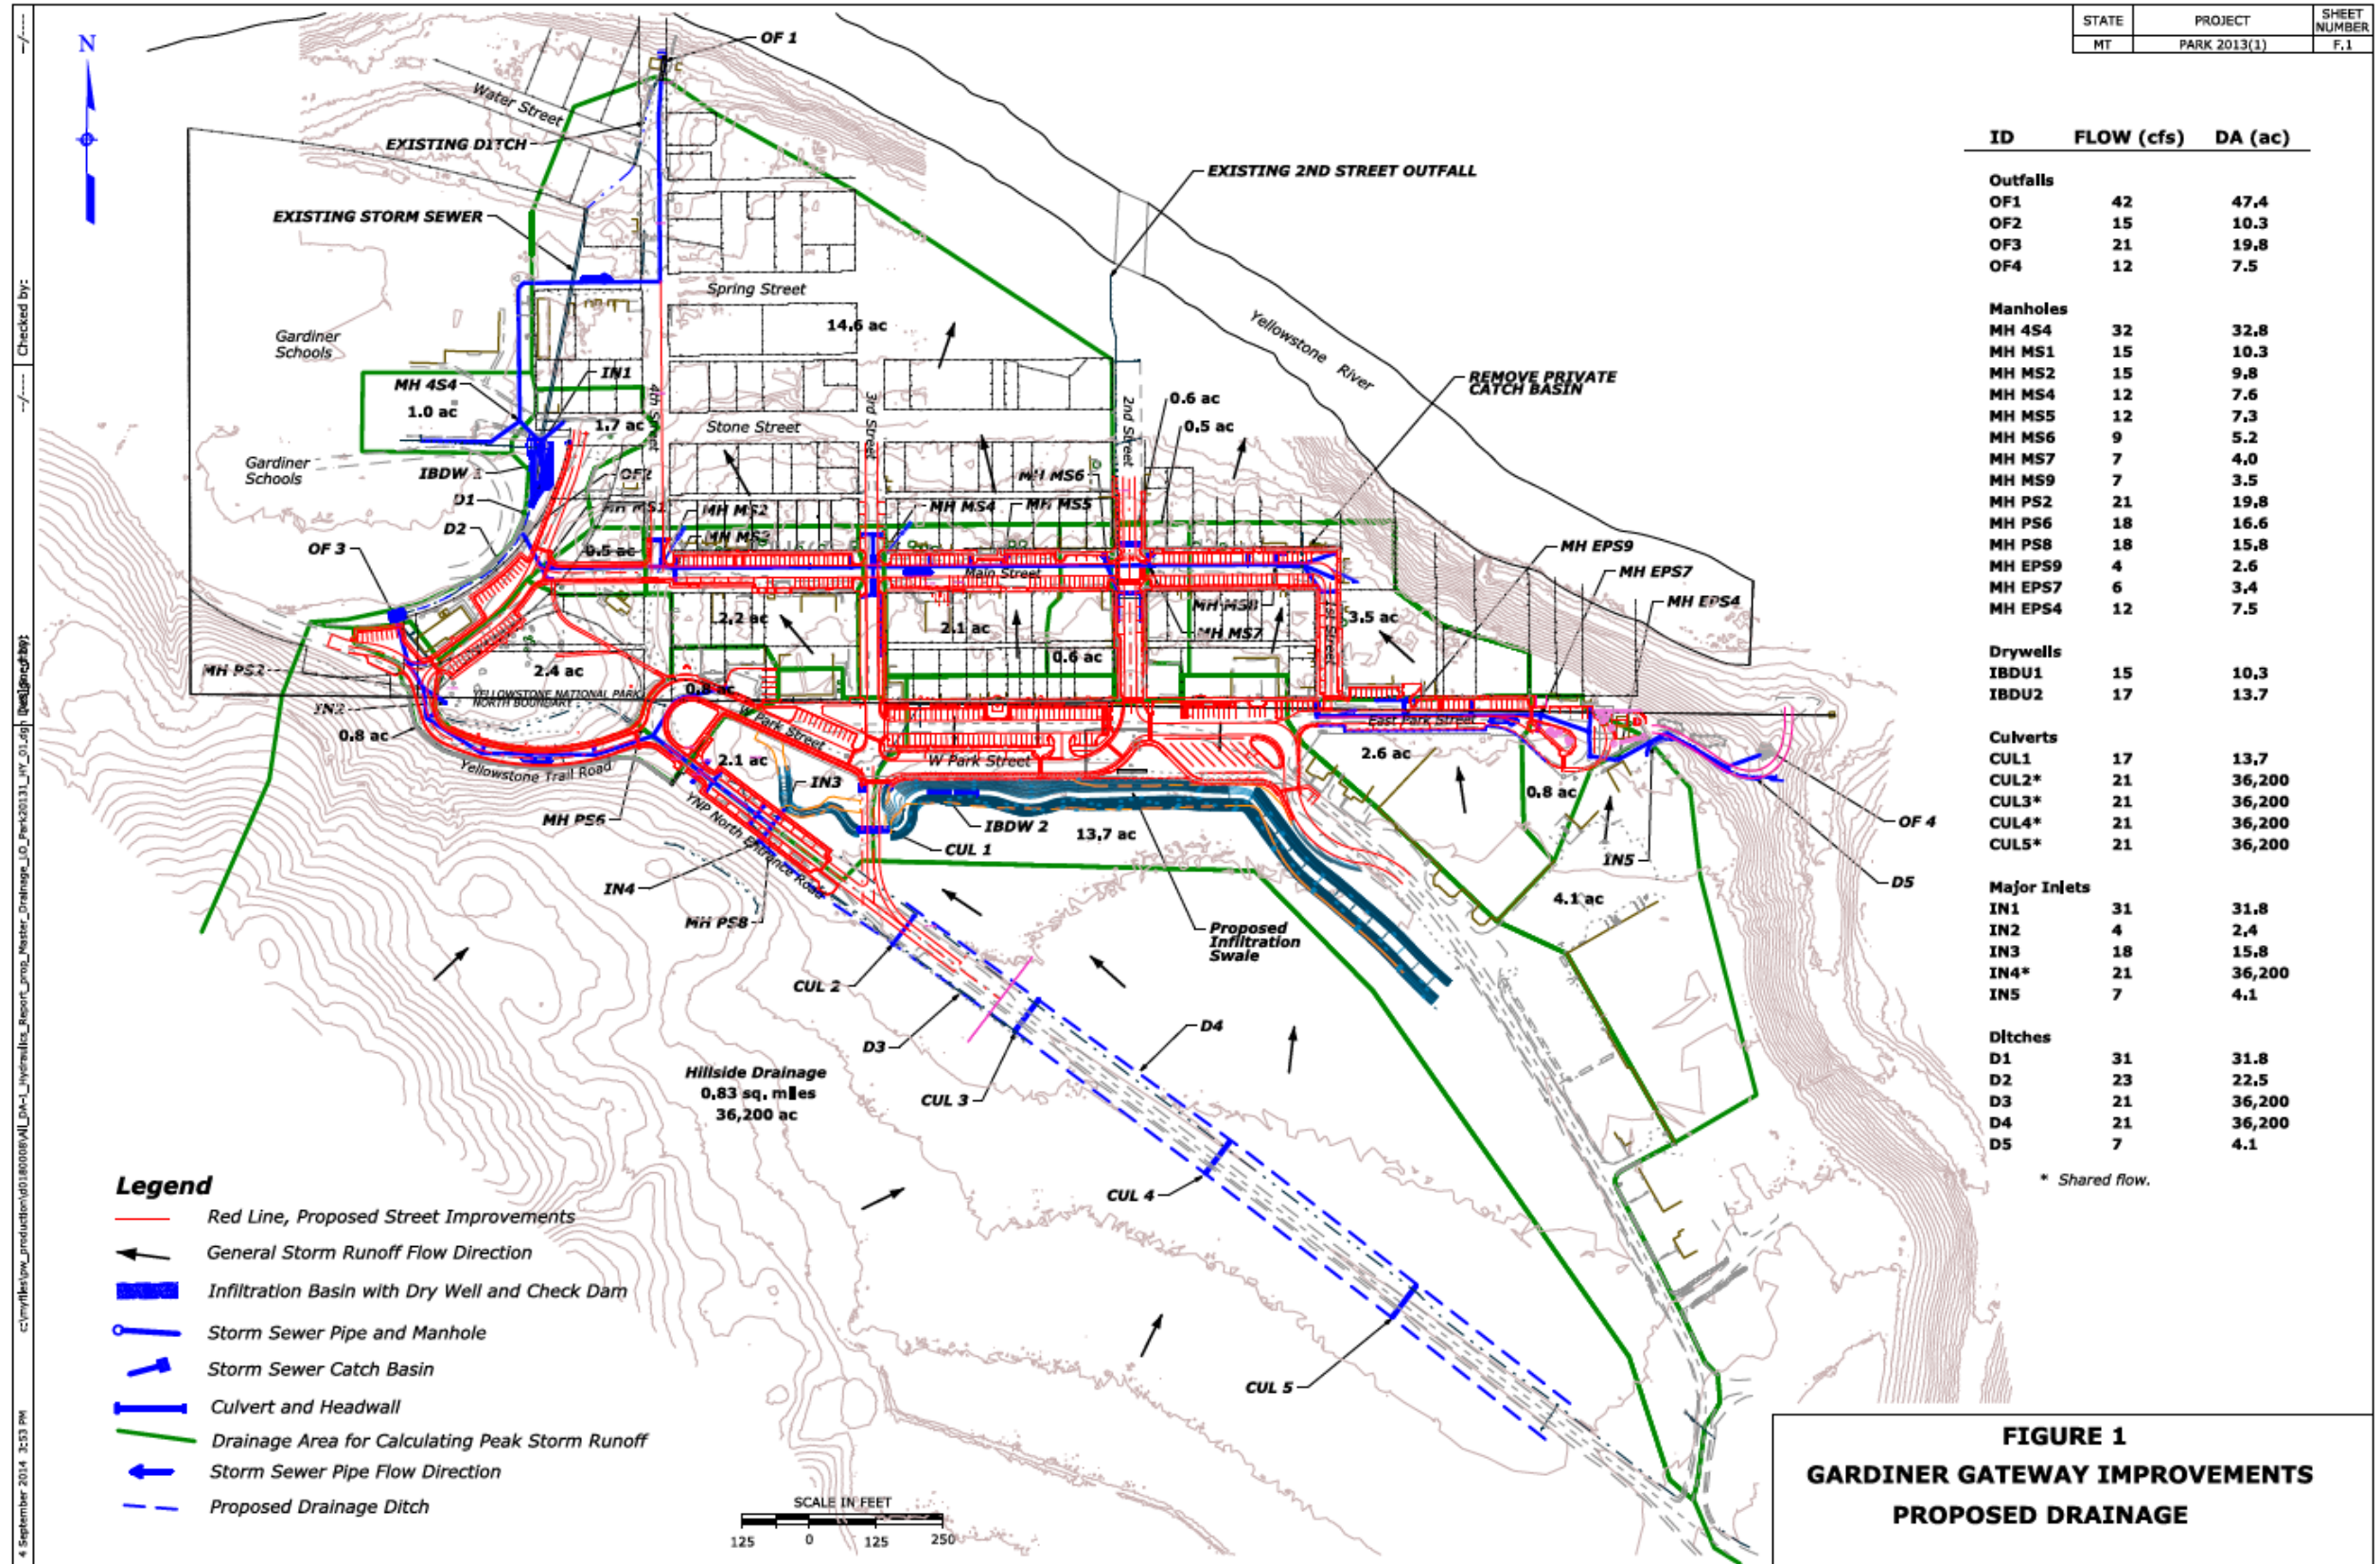 STATE PROJECT SHEET NUMBER
MT PARK 2013(1) F.1
N
OF 1
Water Street
EXISTING DITCH
EXISTING 2ND STREET OUTFALL
EXISTING STORM SEWER
Spring Street
14.6 ac
Gardiner
Schools
Yellowstone River
MH 4S4
IN1
1.0 ac
4th Street
3rd Street
2nd Street
REMOVE PRIVATE
CATCH BASIN
0.6 ac
0.5 ac
1.7 ac
Stone Street
Gardiner
Schools
IBDW 1
OF2
MH MS6
D1
MH MS1
MH MS2
MH MS4
MH MS5
D2
MH MS3
OF 3
0.5 ac
MH EPS9
Main Street
MH EPS7
MH EPS4
MH MS8
1st Street
3.5 ac
2.2 ac
2.1 ac
MH MS7
0.6 ac
MH PS2
2.4 ac
0.8 ac
YELLOWSTONE NATIONAL PARK
NORTH BOUNDARY
IN2
W Park Street
East Park Street
0.8 ac
2.1 ac
W Park Street
2.6 ac
Yellowstone Trail Road
IN3
0.8 ac
YNP North Entrance Road
MH PS6
IBDW 2
13.7 ac
OF 4
CUL 1
IN5
D5
IN4
4.1 ac
MH PS8
Proposed
Infiltration
Swale
CUL 2
D3
D4
Hillside Drainage
0.83 sq. miles
36,200 ac
CUL 3
CUL 4
CUL 5
ID FLOW (cfs) DA (ac)
Outfalls
OF1 42 47.4
OF2 15 10.3
OF3 21 19.8
OF4 12 7.5
Manholes
MH 4S4 32 32.8
MH MS1 15 10.3
MH MS2 15 9.8
MH MS4 12 7.6
MH MS5 12 7.3
MH MS6 9 5.2
MH MS7 7 4.0
MH MS9 7 3.5
MH PS2 21 19.8
MH PS6 18 16.6
MH PS8 18 15.8
MH EPS9 4 2.6
MH EPS7 6 3.4
MH EPS4 12 7.5
Drywells
IBDU1 15 10.3
IBDU2 17 13.7
Culverts
CUL1 17 13.7
CUL2* 21 36,200
CUL3* 21 36,200
CUL4* 21 36,200
CUL5* 21 36,200
Major Inlets
IN1 31 31.8
IN2 4 2.4
IN3 18 15.8
IN4* 21 36,200
IN5 7 4.1
Ditches
D1 31 31.8
D2 23 22.5
D3 21 36,200
D4 21 36,200
D5 7 4.1
* Shared flow.
Legend
Red Line, Proposed Street Improvements
General Storm Runoff Flow Direction
Infiltration Basin with Dry Well and Check Dam
Storm Sewer Pipe and Manhole
Storm Sewer Catch Basin
Culvert and Headwall
Drainage Area for Calculating Peak Storm Runoff
Storm Sewer Pipe Flow Direction
Proposed Drainage Ditch
SCALE IN FEET
125 0 125 250
FIGURE 1
GARDINER GATEWAY IMPROVEMENTS
PROPOSED DRAINAGE
Checked by:
4 September 2014 3:53 PM